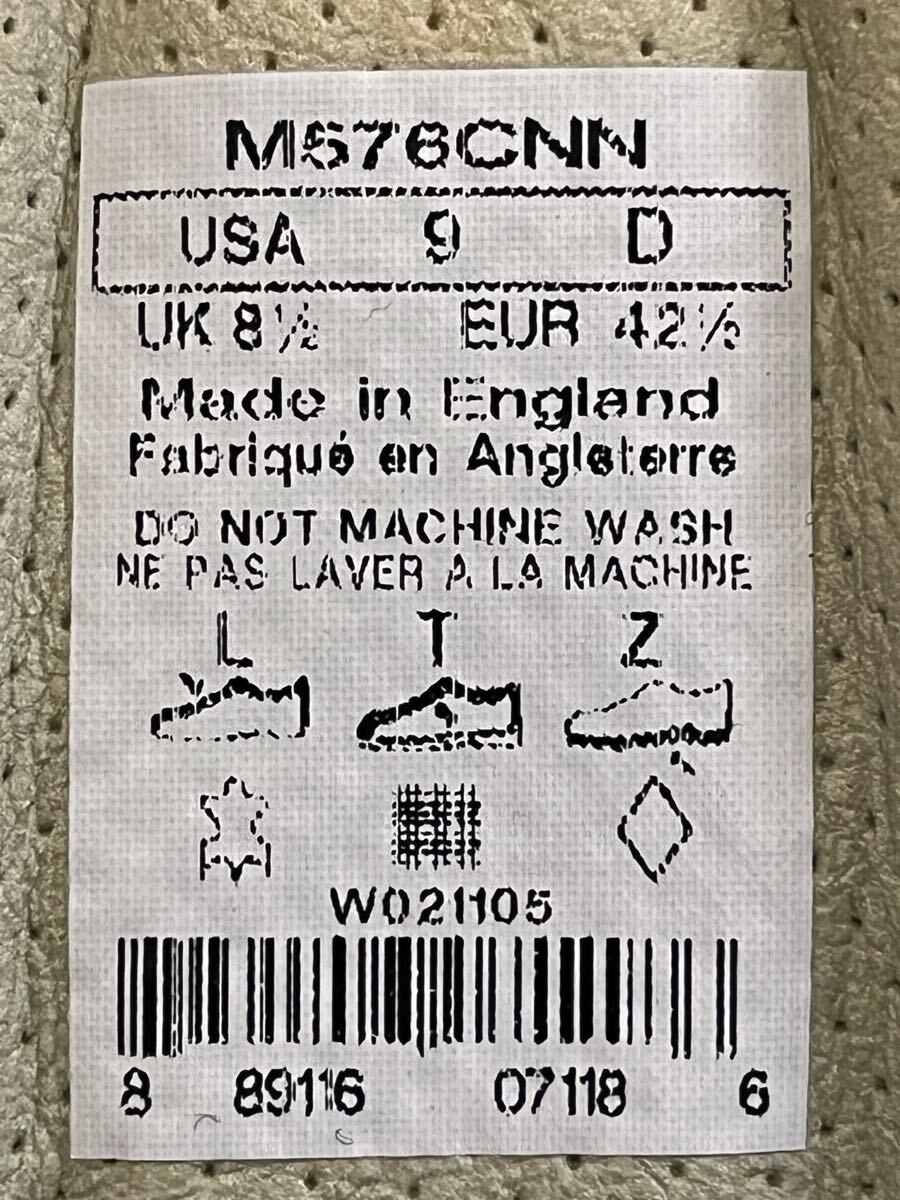 M576CNN
USA 9 D
UK 8½ EUR 42½
Made in England
Fabriqué en Angleterre
DO NOT MACHINE WASH
NE PAS LAVER A LA MACHINE
L T Z
W021105
8 89116 07118 6